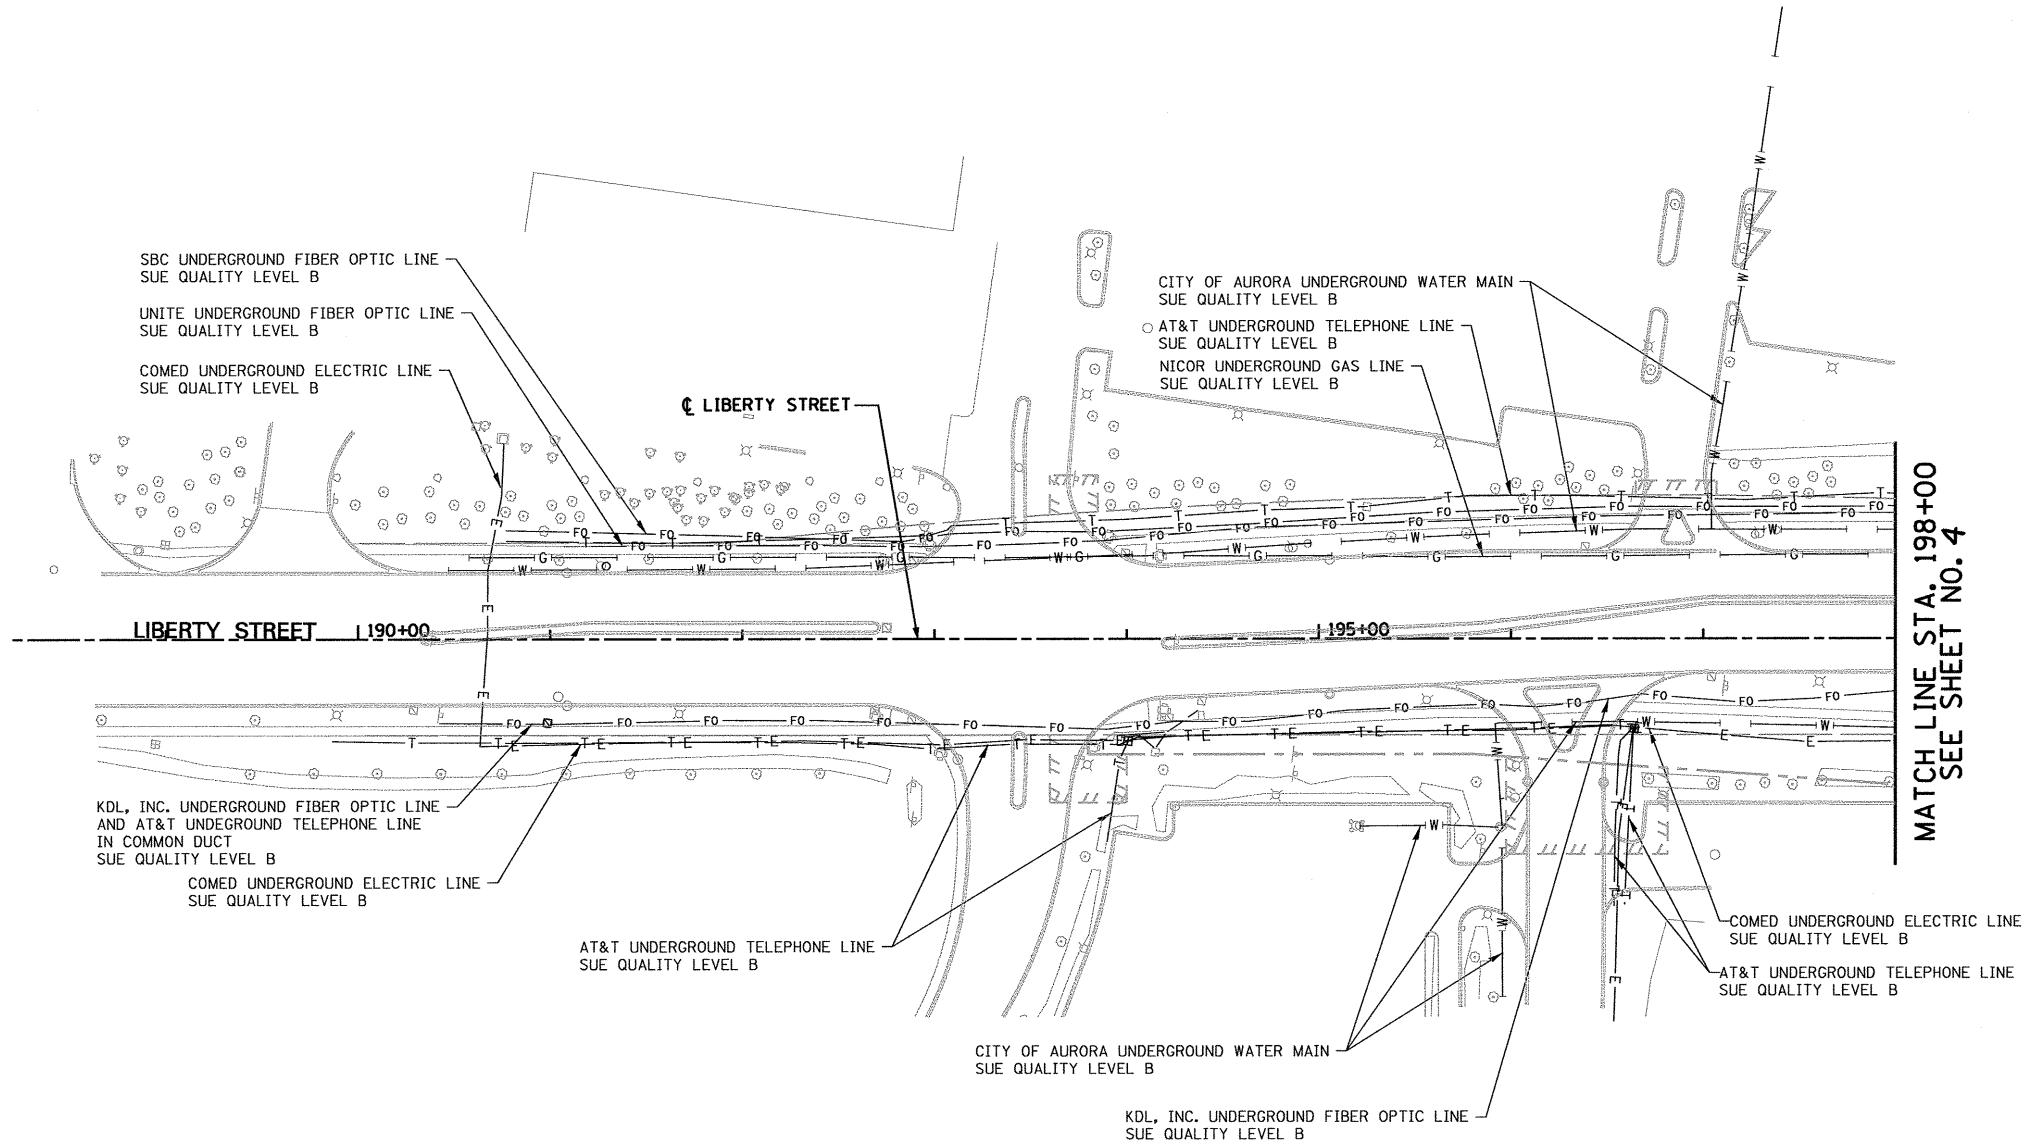 SBC UNDERGROUND FIBER OPTIC LINE
SUE QUALITY LEVEL B
UNITE UNDERGROUND FIBER OPTIC LINE
SUE QUALITY LEVEL B
COMED UNDERGROUND ELECTRIC LINE
SUE QUALITY LEVEL B
℄ LIBERTY STREET
CITY OF AURORA UNDERGROUND WATER MAIN
SUE QUALITY LEVEL B
AT&T UNDERGROUND TELEPHONE LINE
SUE QUALITY LEVEL B
NICOR UNDERGROUND GAS LINE
SUE QUALITY LEVEL B
LIBERTY STREET
190+00
195+00
MATCH LINE STA. 198+00
SEE SHEET NO. 4
KDL, INC. UNDERGROUND FIBER OPTIC LINE
AND AT&T UNDEGROUND TELEPHONE LINE
IN COMMON DUCT
SUE QUALITY LEVEL B
COMED UNDERGROUND ELECTRIC LINE
SUE QUALITY LEVEL B
AT&T UNDERGROUND TELEPHONE LINE
SUE QUALITY LEVEL B
CITY OF AURORA UNDERGROUND WATER MAIN
SUE QUALITY LEVEL B
KDL, INC. UNDERGROUND FIBER OPTIC LINE
SUE QUALITY LEVEL B
COMED UNDERGROUND ELECTRIC LINE
SUE QUALITY LEVEL B
AT&T UNDERGROUND TELEPHONE LINE
SUE QUALITY LEVEL B